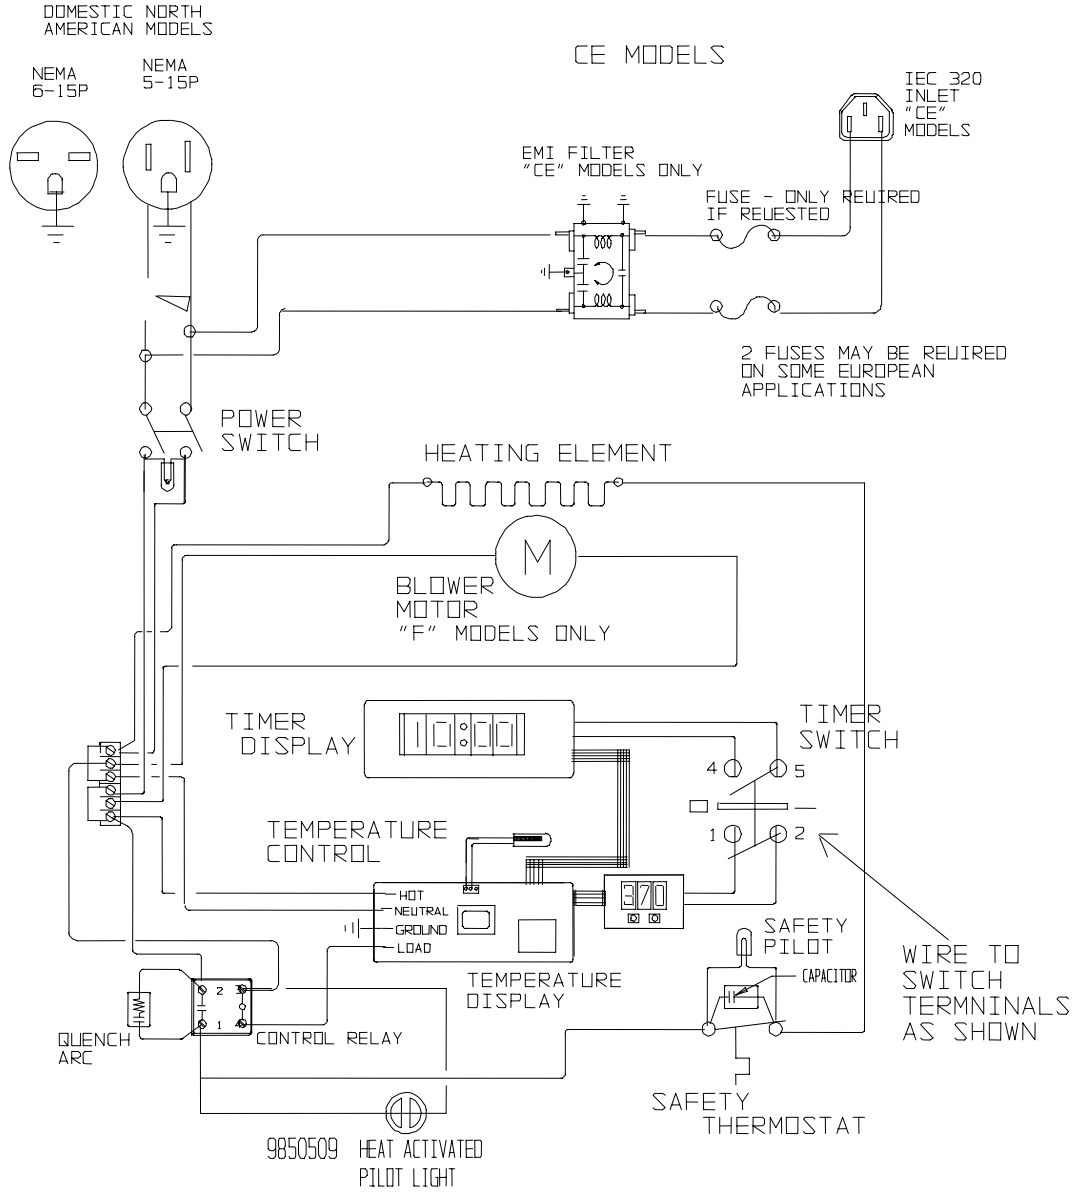 DOMESTIC NORTH
AMERICAN MODELS
NEMA
6-15P
NEMA
5-15P
CE MODELS
IEC 320
INLET
"CE"
MODELS
EMI FILTER
"CE" MODELS ONLY
FUSE - ONLY REUIRED
IF REUESTED
2 FUSES MAY BE REUIRED
ON SOME EUROPEAN
APPLICATIONS
POWER
SWITCH
HEATING ELEMENT
M
BLOWER
MOTOR
"F" MODELS ONLY
TIMER
DISPLAY
10:00
TIMER
SWITCH
4
5
1
2
TEMPERATURE
CONTROL
HOT
NEUTRAL
GROUND
LOAD
370
TEMPERATURE
DISPLAY
SAFETY
PILOT
CAPACITOR
WIRE TO
SWITCH
TERMNINALS
AS SHOWN
2
3
1
4
QUENCH
ARC
CONTROL RELAY
SAFETY
THERMOSTAT
9850509 HEAT ACTIVATED
PILOT LIGHT